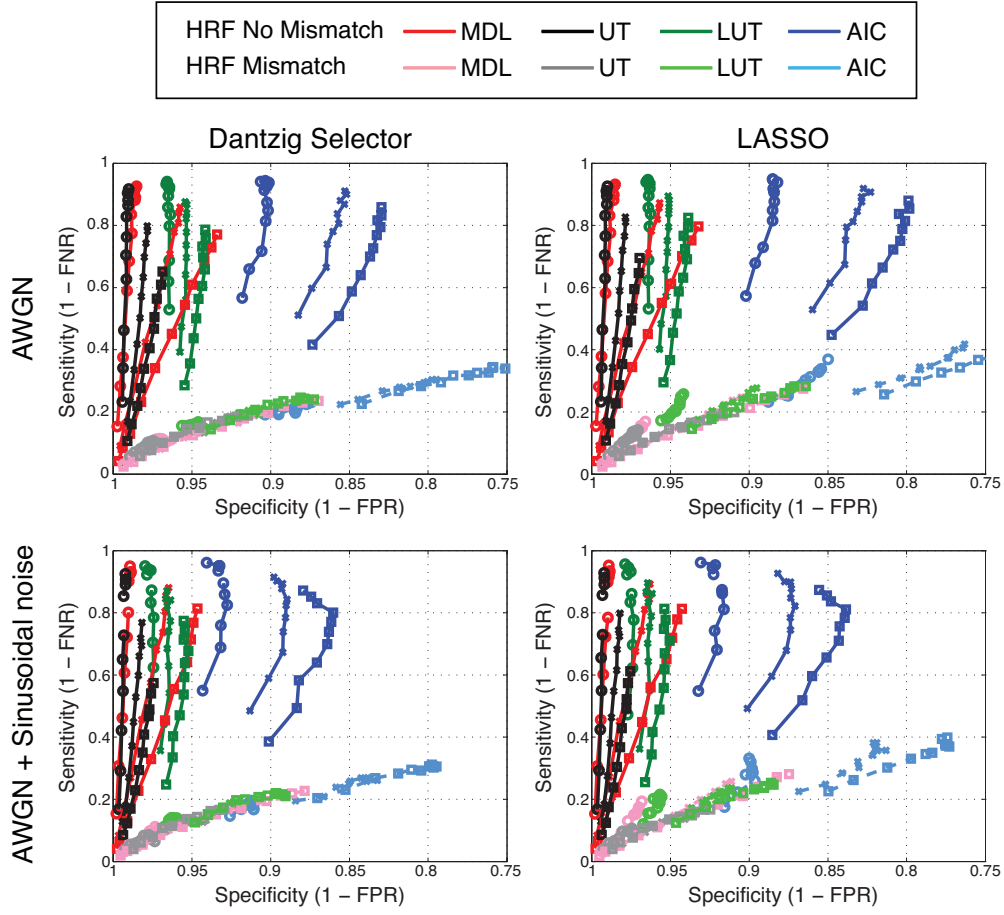 HRF No Mismatch MDL UT LUT AIC
HRF Mismatch MDL UT LUT AIC
Dantzig Selector LASSO
AWGN
Sensitivity (1 − FNR)
1
0.8
0.6
0.4
0.2
0
1 0.95 0.9 0.85 0.8 0.75
Specificity (1 − FPR)
Sensitivity (1 − FNR)
1
0.8
0.6
0.4
0.2
0
1 0.95 0.9 0.85 0.8 0.75
Specificity (1 − FPR)
AWGN + Sinusoidal noise
Sensitivity (1 − FNR)
1
0.8
0.6
0.4
0.2
0
1 0.95 0.9 0.85 0.8 0.75
Specificity (1 − FPR)
Sensitivity (1 − FNR)
1
0.8
0.6
0.4
0.2
0
1 0.95 0.9 0.85 0.8 0.75
Specificity (1 − FPR)